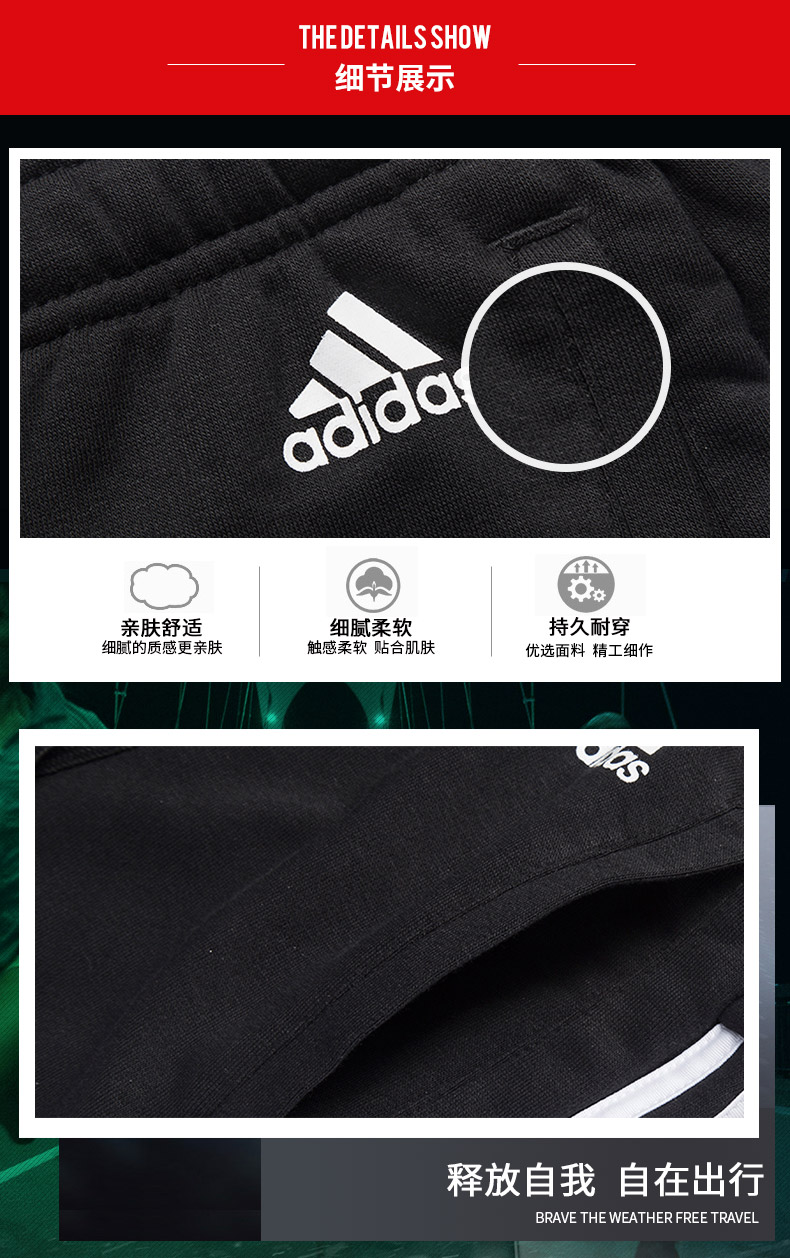 THE DETAILS SHOW
细节展示
adidas
亲肤舒适
细腻的质感更亲肤
细腻柔软
触感柔软 贴合肌肤
持久耐穿
优选面料 精工细作
didas
释放自我 自在出行
BRAVE THE WEATHER FREE TRAVEL